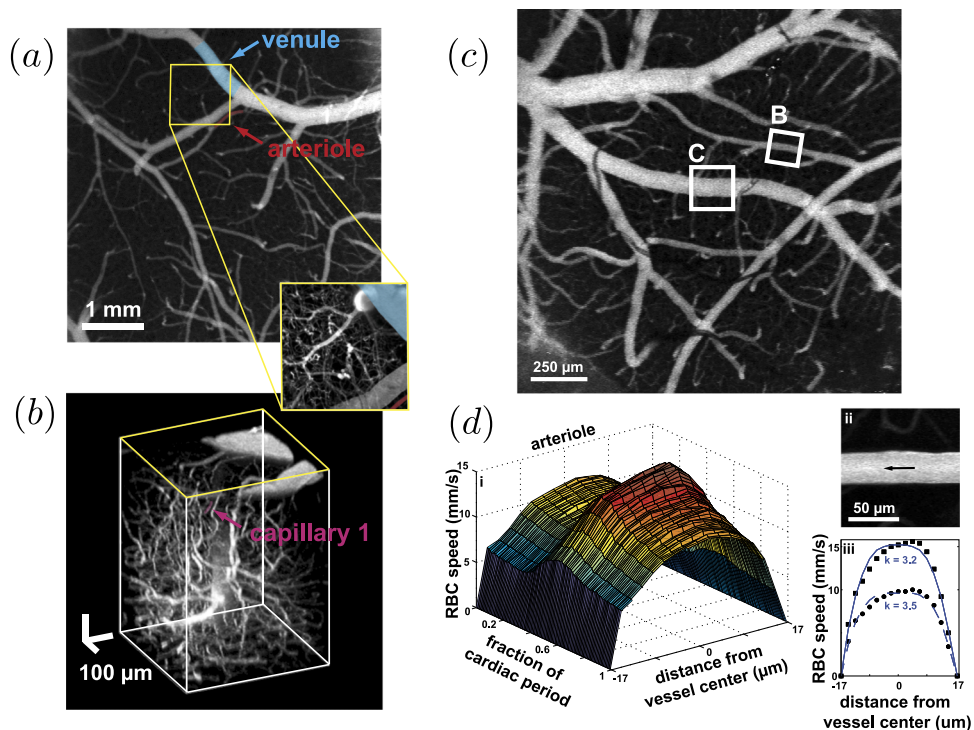 (a)
venule
arteriole
1 mm
(b)
capillary 1
100 µm
(c)
B
C
250 µm
(d)
arteriole
i
RBC speed (mm/s)
15
10
5
0
0.2
0.6
1
fraction of
cardiac period
-17
0
17
distance from
vessel center (µm)
ii
50 µm
iii
RBC speed (mm/s)
15
10
0
k = 3.2
k = 3.5
-17
0
17
distance from
vessel center (um)